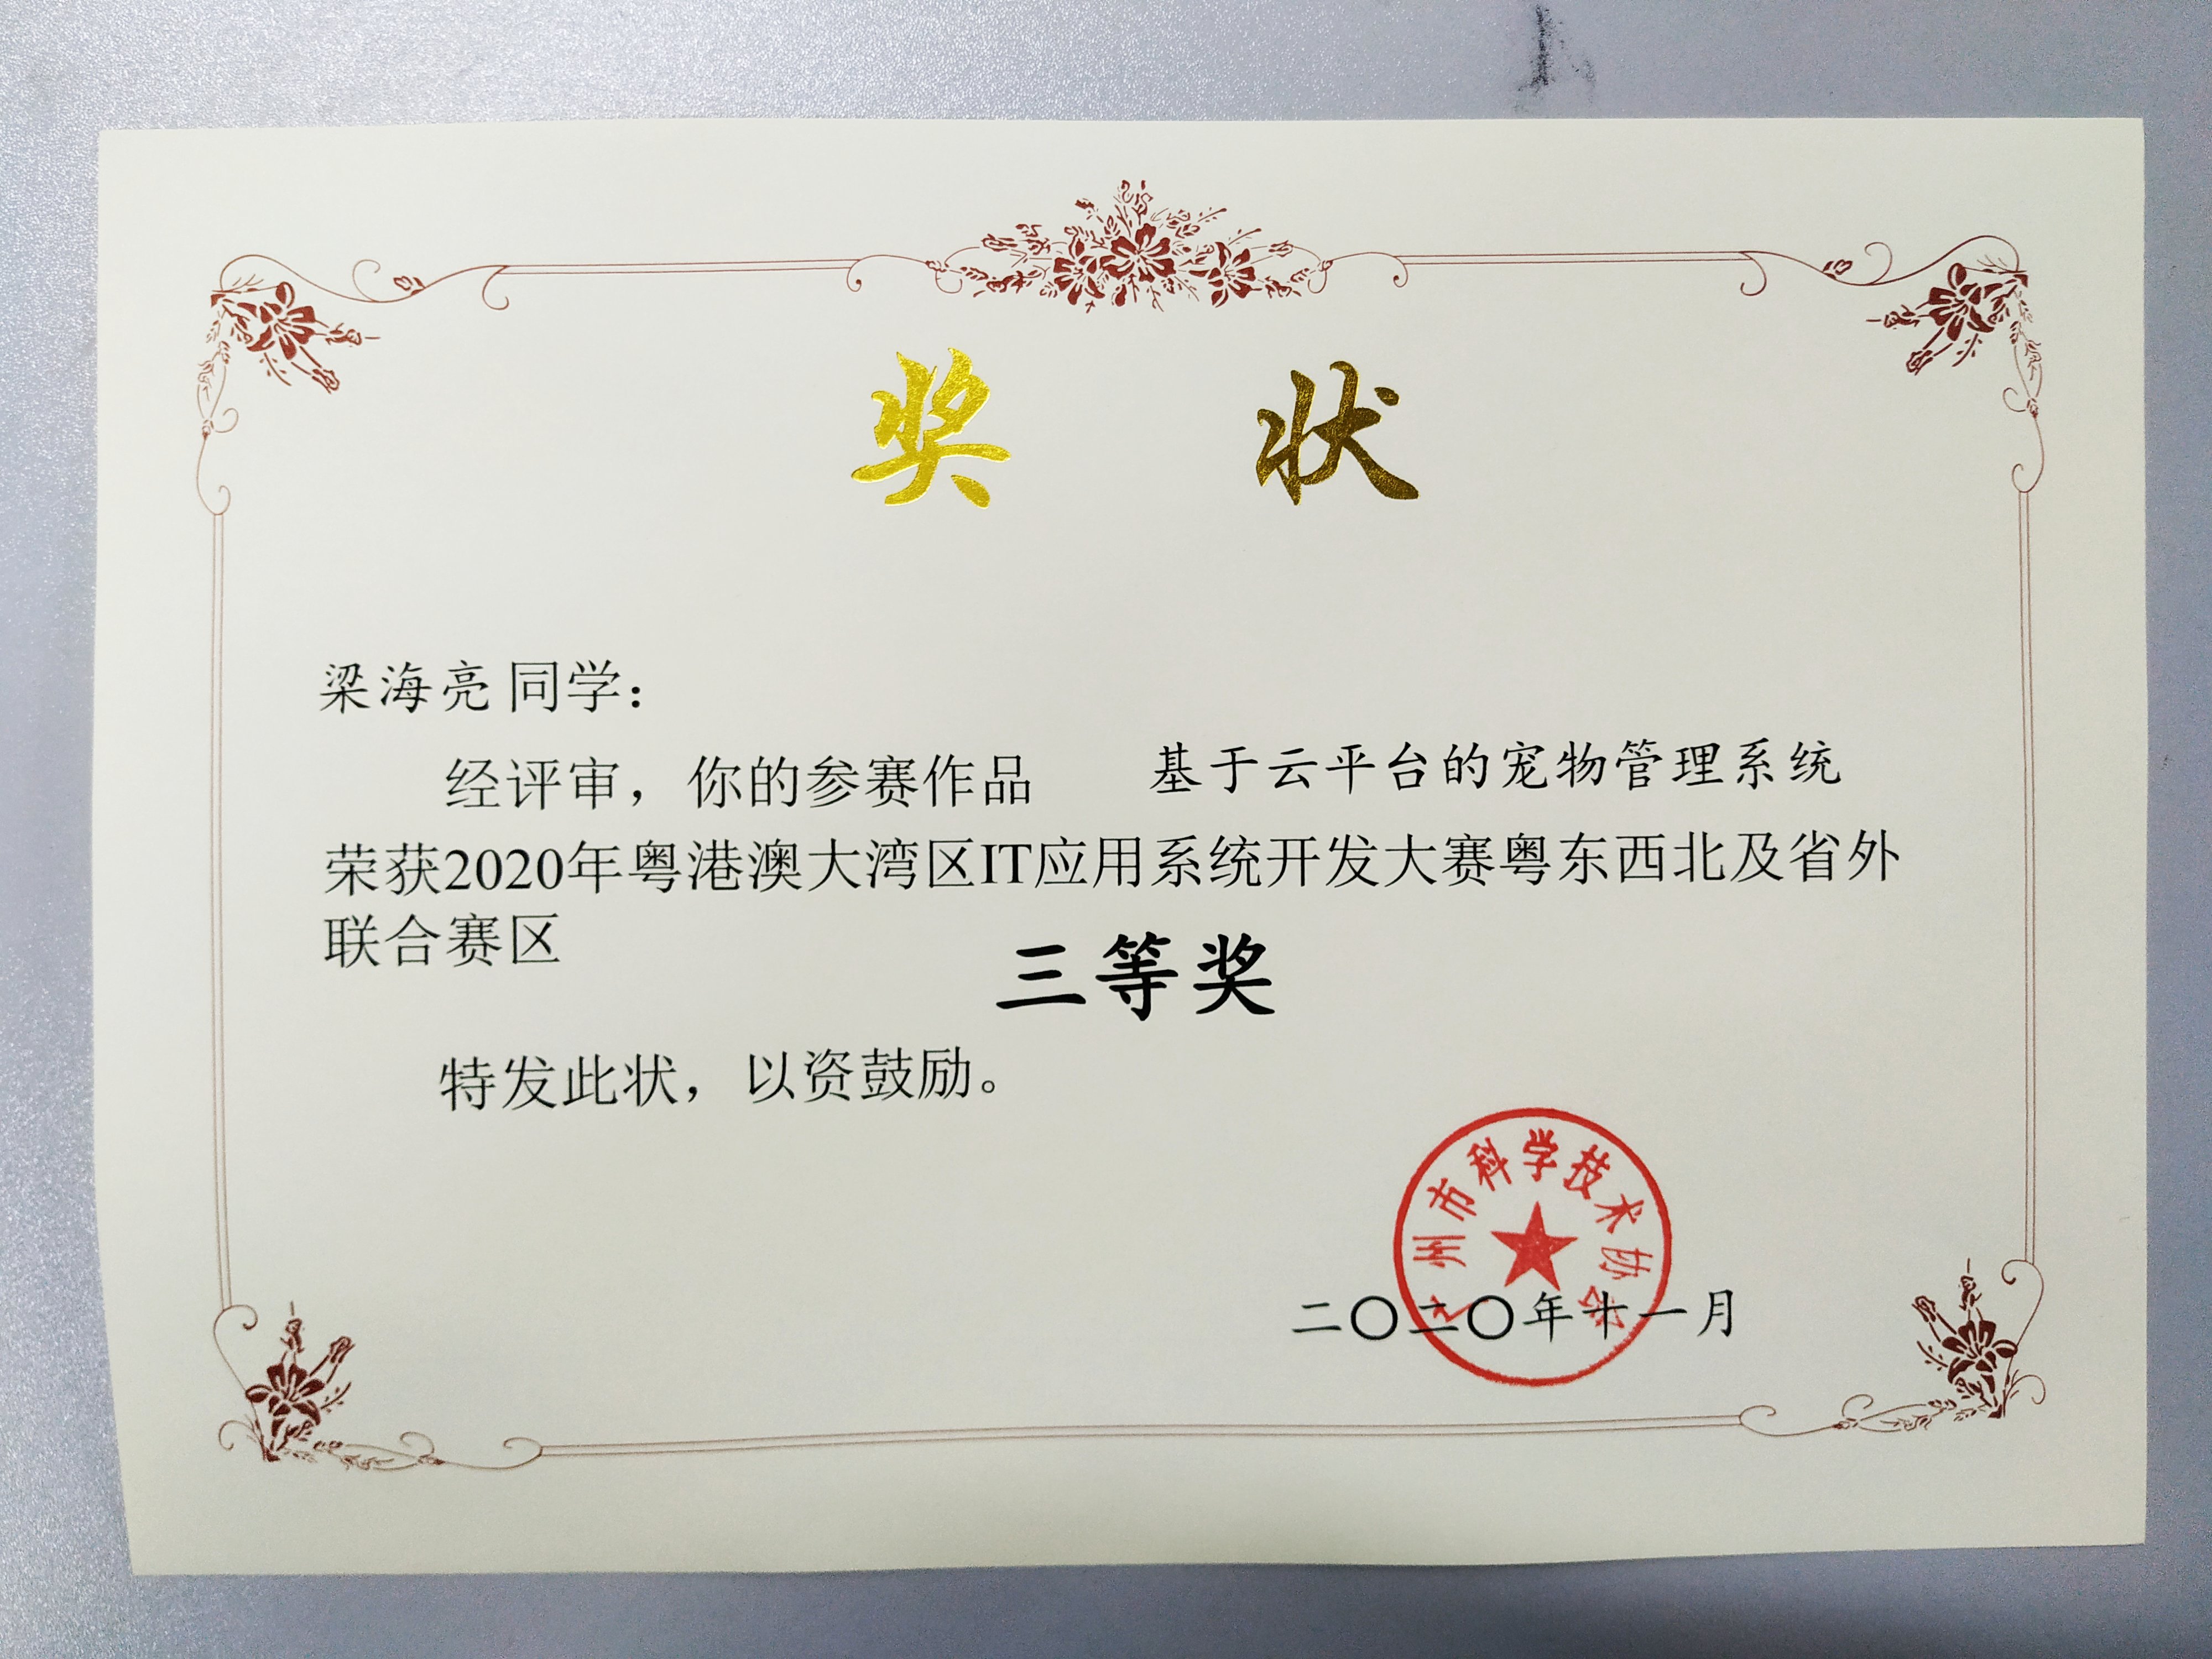 奖 状
梁海亮 同学：
经评审，你的参赛作品 基于云平台的宠物管理系统
荣获2020年粤港澳大湾区IT应用系统开发大赛粤东西北及省外
联合赛区
三等奖
特发此状，以资鼓励。
广州市科学技术协会
二〇二〇年十一月